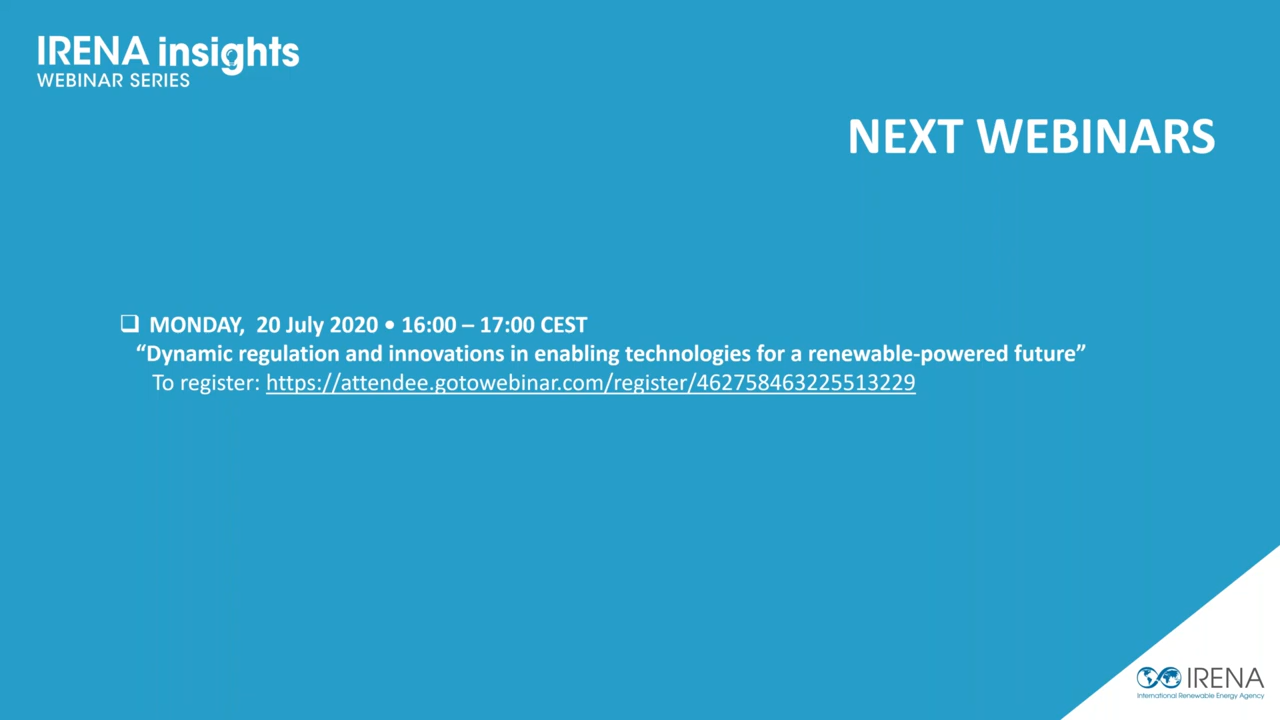 IRENA insights
WEBINAR SERIES
NEXT WEBINARS
❑ MONDAY, 20 July 2020 • 16:00 – 17:00 CEST
“Dynamic regulation and innovations in enabling technologies for a renewable-powered future”
To register: https://attendee.gotowebinar.com/register/462758463225513229
IRENA
International Renewable Energy Agency